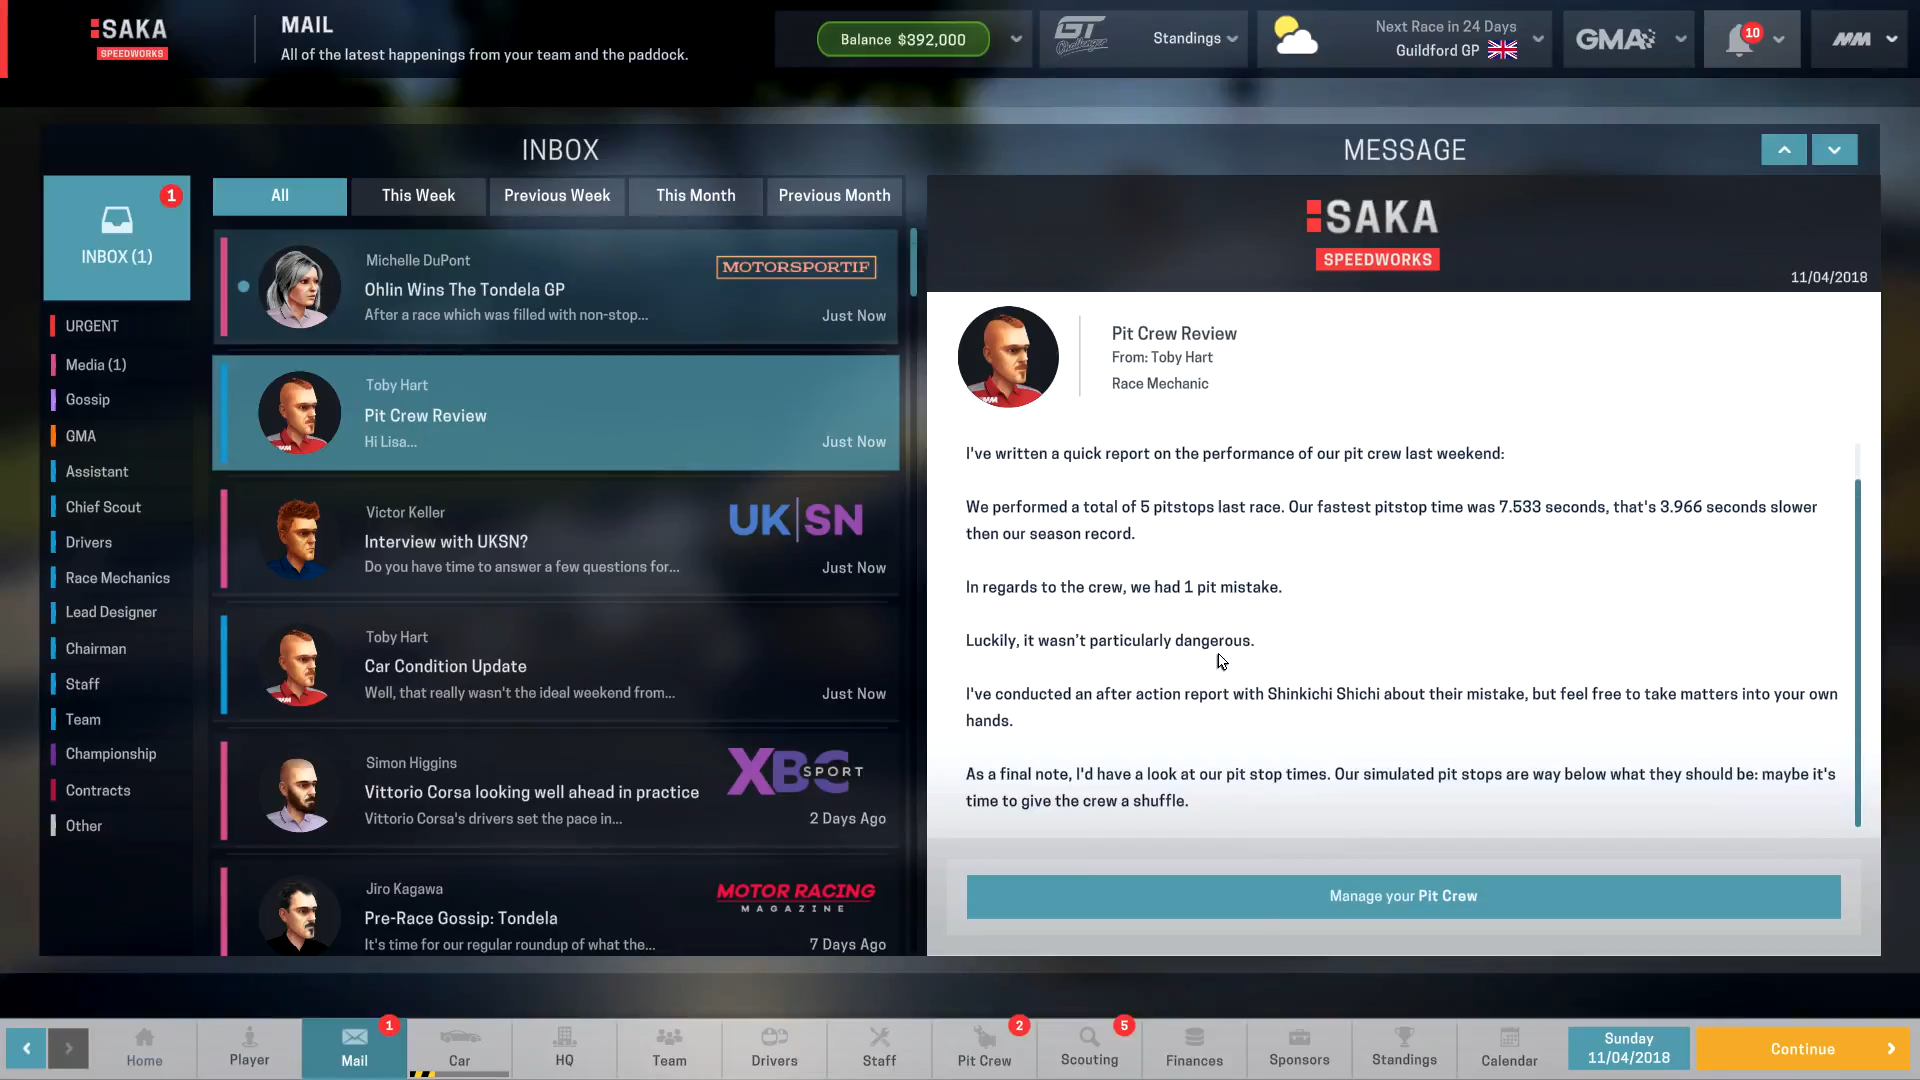 SAKA
SPEEDWORKS
MAIL
All of the latest happenings from your team and the paddock.
Balance $392,000
GT
Challenger
Standings
Next Race in 24 Days
Guildford GP
GMA
10
INBOX
MESSAGE
1
INBOX (1)
URGENT
Media (1)
Gossip
GMA
Assistant
Chief Scout
Drivers
Race Mechanics
Lead Designer
Chairman
Staff
Team
Championship
Contracts
Other
All
This Week
Previous Week
This Month
Previous Month
Michelle DuPont
MOTORSPORTIF
Ohlin Wins The Tondela GP
After a race which was filled with non-stop...
Just Now
Toby Hart
Pit Crew Review
Hi Lisa...
Just Now
Victor Keller
UK|SN
Interview with UKSN?
Do you have time to answer a few questions for...
Just Now
Toby Hart
Car Condition Update
Well, that really wasn't the ideal weekend from...
Just Now
Simon Higgins
XBC SPORT
Vittorio Corsa looking well ahead in practice
Vittorio Corsa's drivers set the pace in...
2 Days Ago
Jiro Kagawa
MOTOR RACING
MAGAZINE
Pre-Race Gossip: Tondela
It's time for our regular roundup of what the...
7 Days Ago
SAKA
SPEEDWORKS
11/04/2018
Pit Crew Review
From: Toby Hart
Race Mechanic
I've written a quick report on the performance of our pit crew last weekend:
We performed a total of 5 pitstops last race. Our fastest pitstop time was 7.533 seconds, that's 3.966 seconds slower
then our season record.
In regards to the crew, we had 1 pit mistake.
Luckily, it wasn't particularly dangerous.
I've conducted an after action report with Shinkichi Shichi about their mistake, but feel free to take matters into your own
hands.
As a final note, I'd have a look at our pit stop times. Our simulated pit stops are way below what they should be: maybe it's
time to give the crew a shuffle.
Manage your Pit Crew
Home
Player
1
Mail
Car
HQ
Team
Drivers
Staff
2
Pit Crew
5
Scouting
Finances
Sponsors
Standings
Calendar
Sunday
11/04/2018
Continue